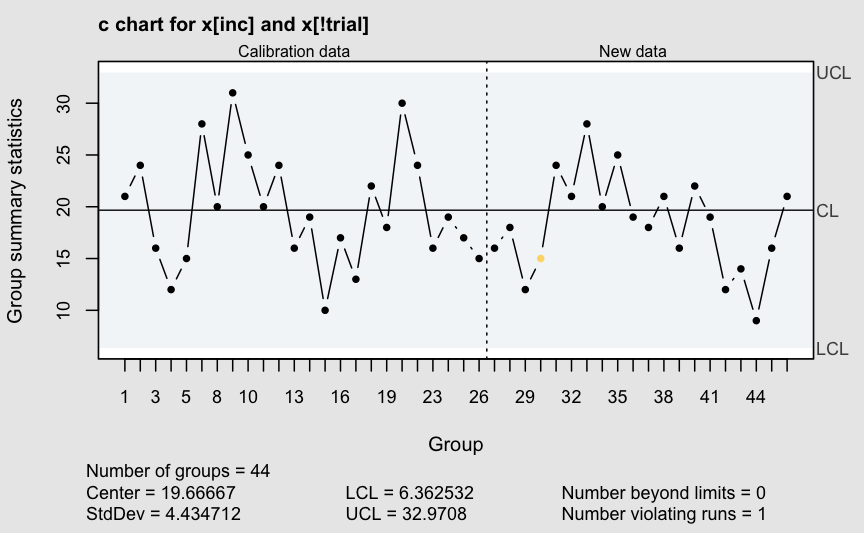 c chart for x[inc] and x[!trial]
Calibration data New data
Group summary statistics
30
25
20
15
10
UCL
CL
LCL
1 3 5 8 10 13 16 19 23 26 29 32 35 38 41 44
Group
Number of groups = 44
Center = 19.66667 LCL = 6.362532 Number beyond limits = 0
StdDev = 4.434712 UCL = 32.9708 Number violating runs = 1